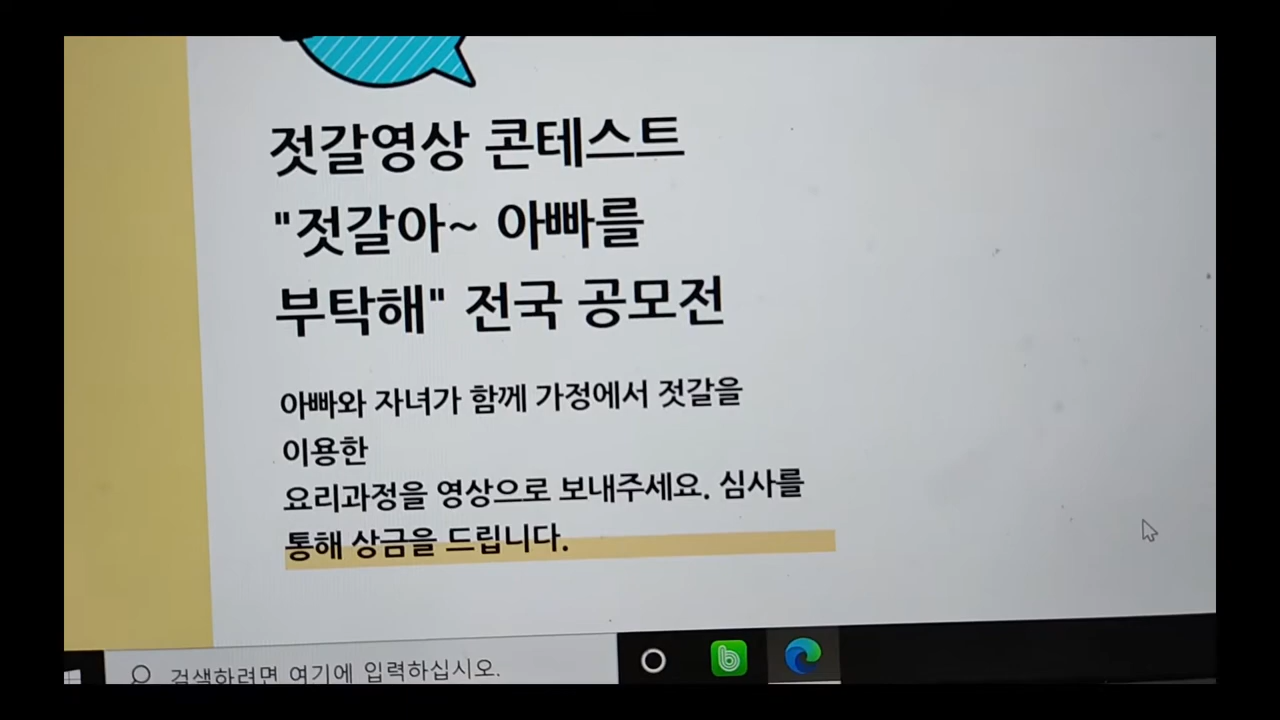 젓갈영상 콘테스트
"젓갈아~ 아빠를
부탁해" 전국 공모전
아빠와 자녀가 함께 가정에서 젓갈을
이용한
요리과정을 영상으로 보내주세요. 심사를
통해 상금을 드립니다.
검색하려면 여기에 입력하십시오.